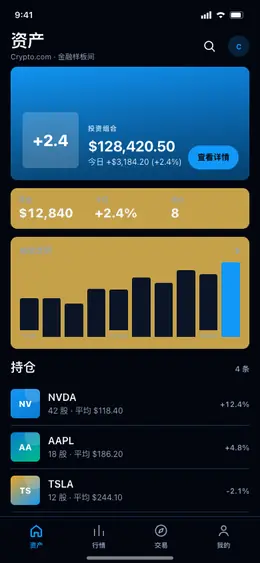 9:41
资产
Crypto.com · 金融样板间
C
+2.4
投资组合
$128,420.50
今日 +$3,184.20 (+2.4%)
查看详情
$12,840
+2.4%
8
持仓
4 条
NV
NVDA
42 股 · 平均 $118.40
+12.4%
AA
AAPL
18 股 · 平均 $186.20
+4.8%
TS
TSLA
12 股 · 平均 $244.10
-2.1%
资产
行情
交易
我的